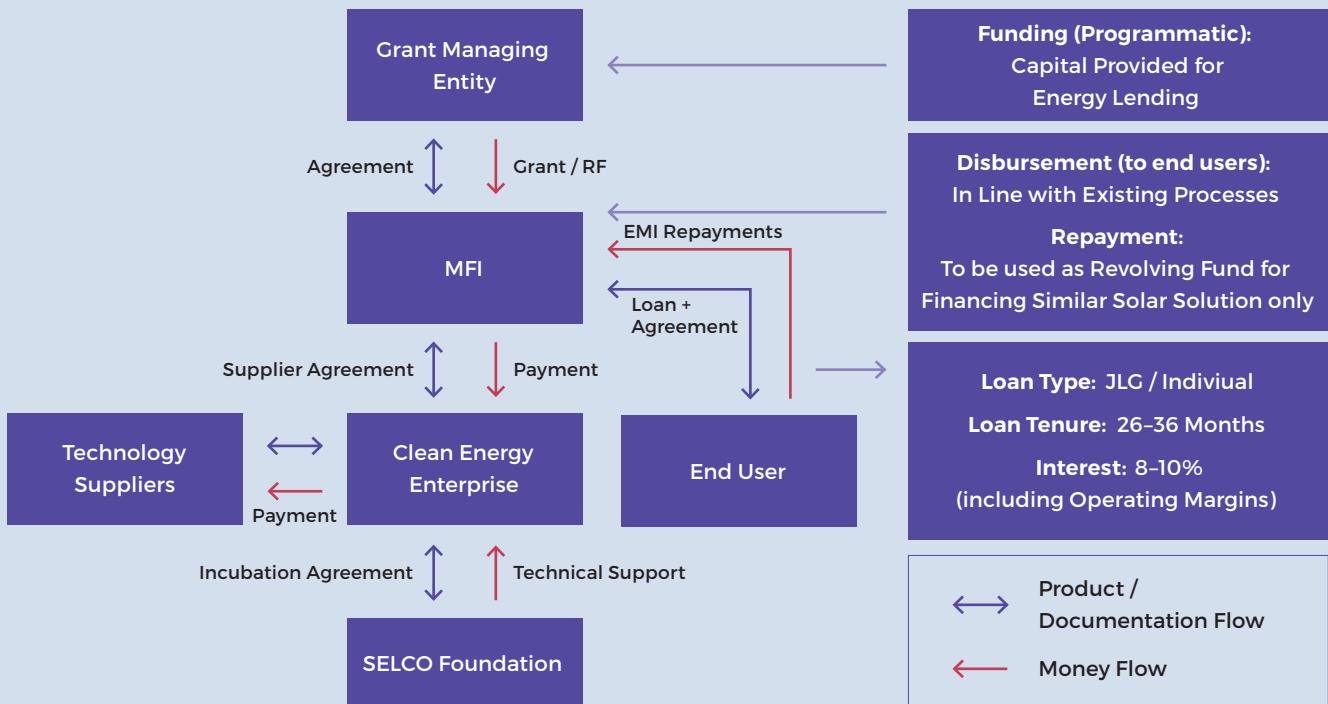 Grant Managing
Entity
Funding (Programmatic):
Capital Provided for
Energy Lending
Agreement
Grant / RF
Disbursement (to end users):
In Line with Existing Processes
Repayment:
To be used as Revolving Fund for
Financing Similar Solar Solution only
MFI
EMI Repayments
Loan +
Agreement
Supplier Agreement
Payment
Loan Type: JLG / Indiviual
Loan Tenure: 26–36 Months
Interest: 8–10%
(including Operating Margins)
Technology
Suppliers
Payment
Clean Energy
Enterprise
End User
Incubation Agreement
Technical Support
SELCO Foundation
Product /
Documentation Flow
Money Flow